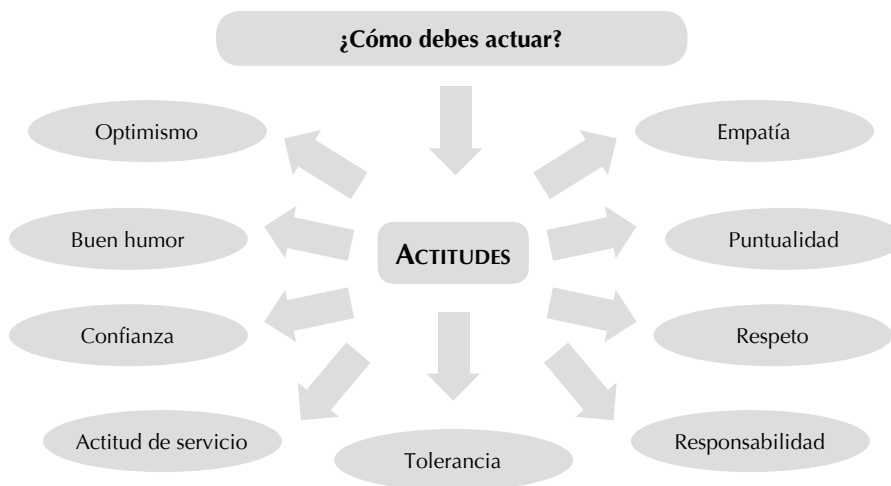 ¿Cómo debes actuar?
Optimismo
Empatía
Buen humor
ACTITUDES
Puntualidad
Confianza
Respeto
Actitud de servicio
Tolerancia
Responsabilidad